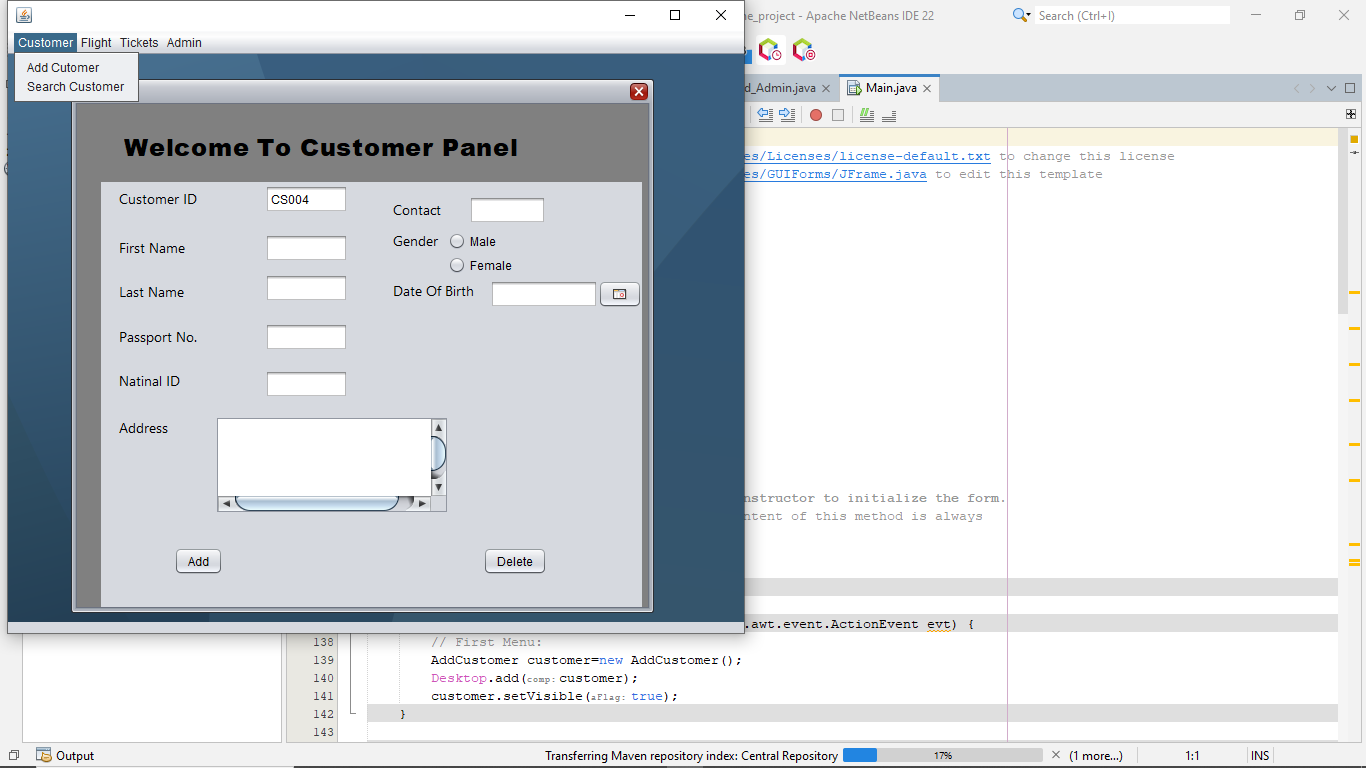 ne_project - Apache NetBeans IDE 22
Search (Ctrl+I)
Customer Flight Tickets Admin
Add Cutomer
Search Customer
d_Admin.java
Main.java
Welcome To Customer Panel
es/Licenses/license-default.txt to change this license
es/GUIForms/JFrame.java to edit this template
Customer ID CS004
Contact
First Name
Gender Male
Female
Last Name
Date Of Birth
Passport No.
Natinal ID
Address
nstructor to initialize the form.
ntent of this method is always
Add Delete
.awt.event.ActionEvent evt) {
138 // First Menu:
139 AddCustomer customer=new AddCustomer();
140 Desktop.add(comp: customer);
141 customer.setVisible(aFlag: true);
142 }
143
Output
Transferring Maven repository index: Central Repository 17% (1 more...) 1:1 INS